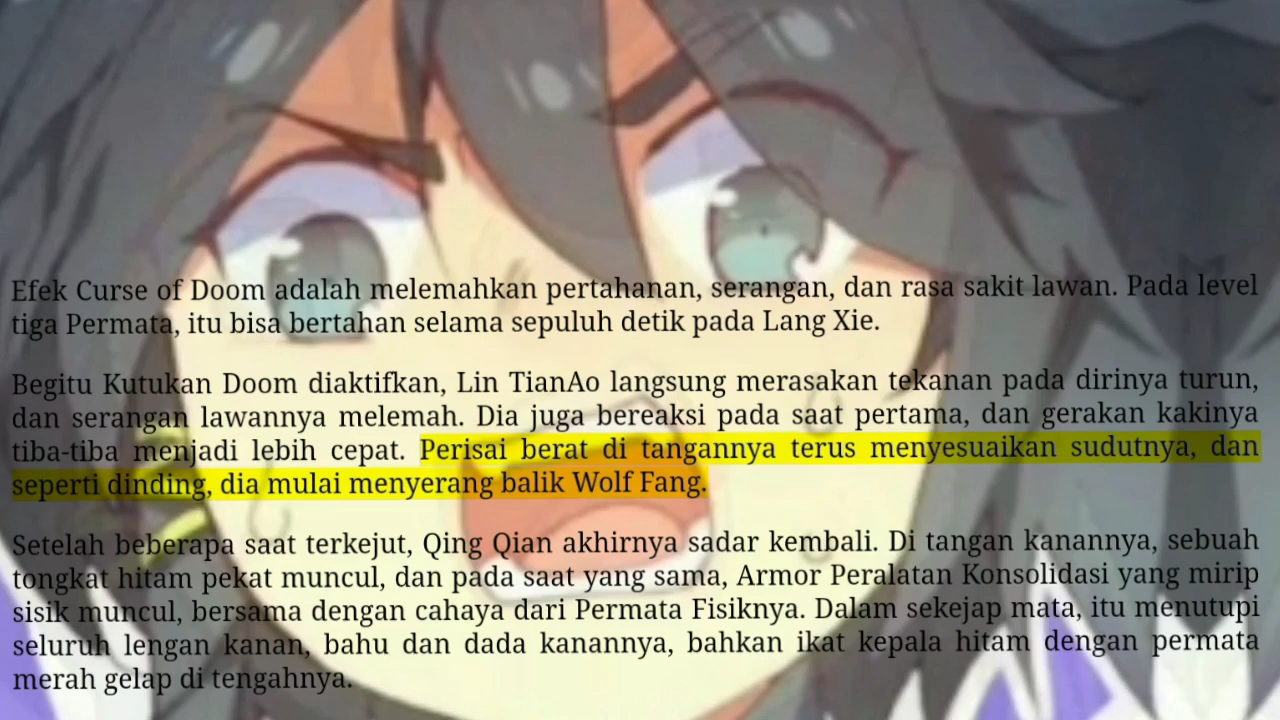 Efek Curse of Doom adalah melemahkan pertahanan, serangan, dan rasa sakit lawan. Pada level
tiga Permata, itu bisa bertahan selama sepuluh detik pada Lang Xie.
Begitu Kutukan Doom diaktifkan, Lin TianAo langsung merasakan tekanan pada dirinya turun,
dan serangan lawannya melemah. Dia juga bereaksi pada saat pertama, dan gerakan kakinya
tiba-tiba menjadi lebih cepat. Perisai berat di tangannya terus menyesuaikan sudutnya, dan
seperti dinding, dia mulai menyerang balik Wolf Fang.
Setelah beberapa saat terkejut, Qing Qian akhirnya sadar kembali. Di tangan kanannya, sebuah
tongkat hitam pekat muncul, dan pada saat yang sama, Armor Peralatan Konsolidasi yang mirip
sisik muncul, bersama dengan cahaya dari Permata Fisiknya. Dalam sekejap mata, itu menutupi
seluruh lengan kanan, bahu dan dada kanannya, bahkan ikat kepala hitam dengan permata
merah gelap di tengahnya.